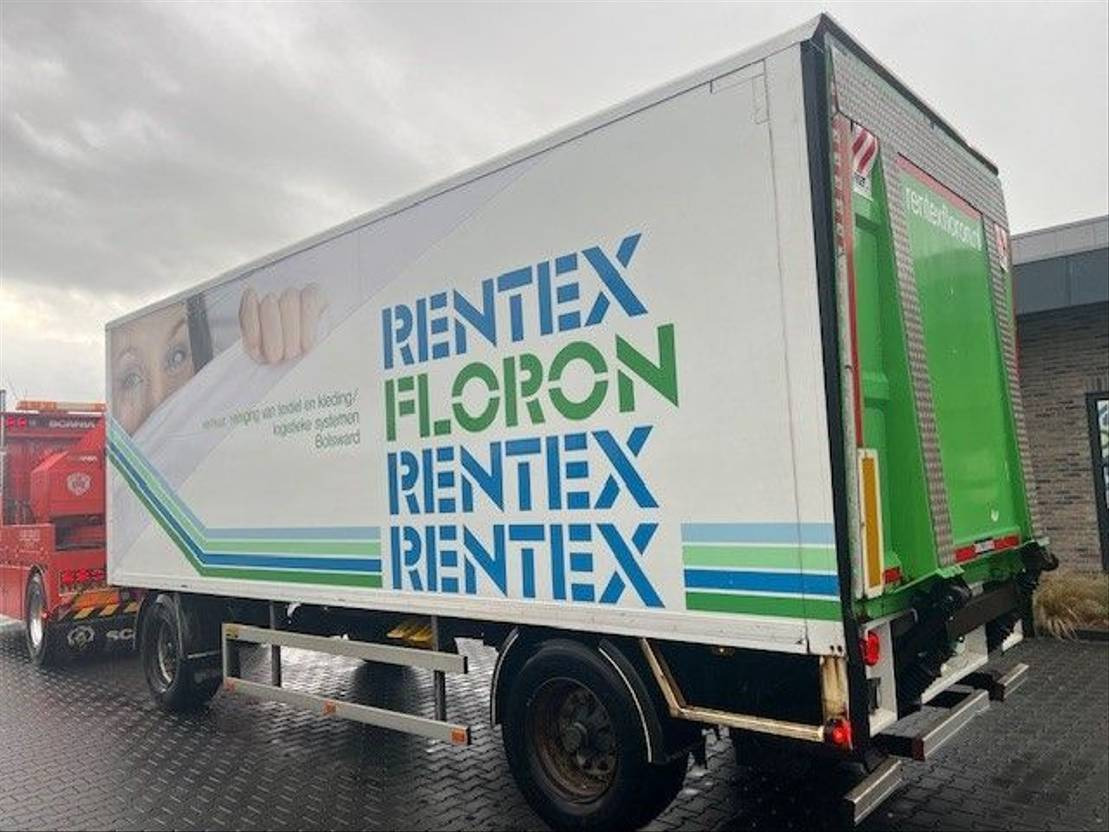 RENTEX
FLORON
RENTEX
RENTEX
verhuur, reiniging van textiel en kleding/
logistieke systemen
Bolsward
rentexfloron.nl
SCANIA